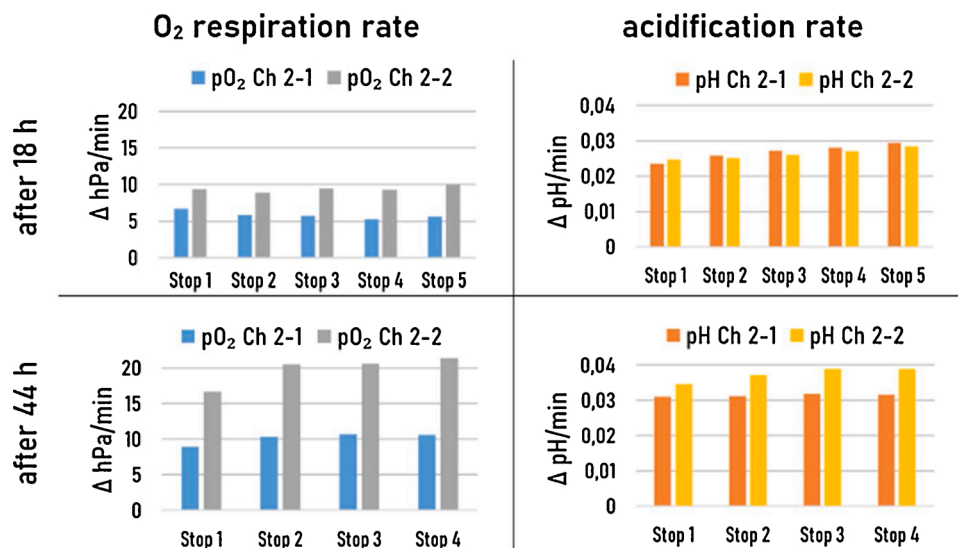 O₂ respiration rate
acidification rate
after 18 h
pO₂ Ch 2-1 pO₂ Ch 2-2
Δ hPa/min
20
15
10
5
0
Stop 1 Stop 2 Stop 3 Stop 4 Stop 5
pH Ch 2-1 pH Ch 2-2
Δ pH/min
0,04
0,03
0,02
0,01
0
Stop 1 Stop 2 Stop 3 Stop 4 Stop 5
after 44 h
pO₂ Ch 2-1 pO₂ Ch 2-2
Δ hPa/min
20
15
10
5
0
Stop 1 Stop 2 Stop 3 Stop 4
pH Ch 2-1 pH Ch 2-2
Δ pH/min
0,04
0,03
0,02
0,01
0
Stop 1 Stop 2 Stop 3 Stop 4